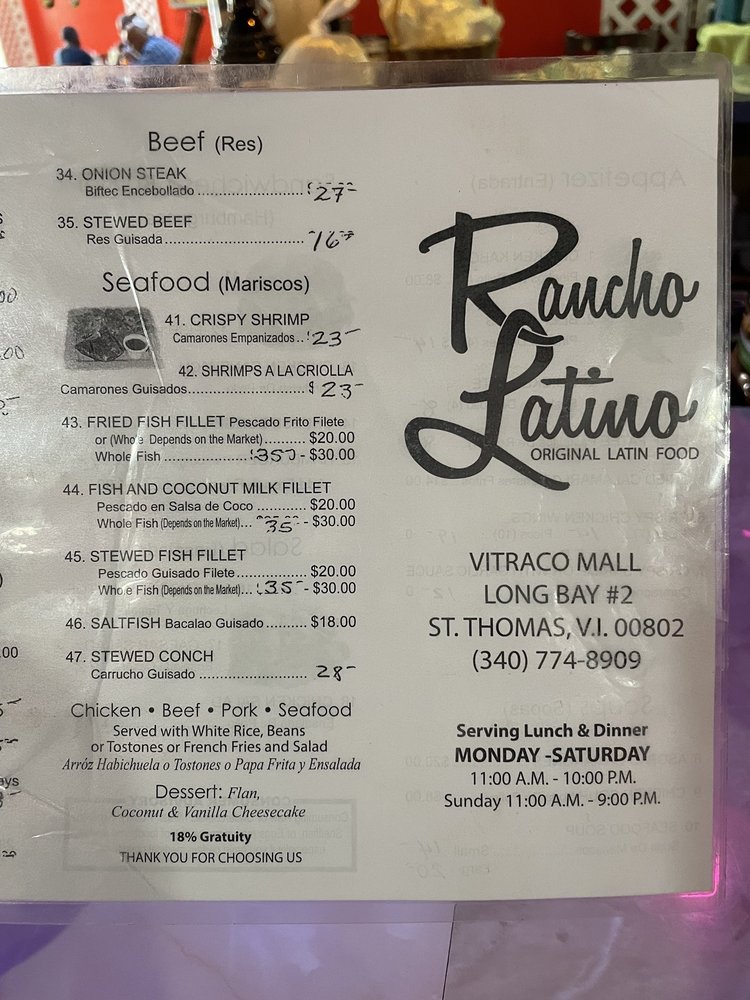 Beef (Res)
34. ONION STEAK
Biftec Encebollado ........................ 27-
35. STEWED BEEF
Res Guisada ................................ 16
Seafood (Mariscos)
41. CRISPY SHRIMP
Camarones Empanizados.. $23-
42. SHRIMPS A LA CRIOLLA
Camarones Guisados........................... $ 23-
43. FRIED FISH FILLET Pescado Frito Filete
or (Whole Depends on the Market).......... $20.00
Whole Fish ................... 35 - $30.00
44. FISH AND COCONUT MILK FILLET
Pescado en Salsa de Coco ............ $20.00
Whole Fish (Depends on the Market)... 35 - $30.00
45. STEWED FISH FILLET
Pescado Guisado Filete................. $20.00
Whole Fish (Depends on the Market)... 35 - $30.00
46. SALTFISH Bacalao Guisado ......... $18.00
47. STEWED CONCH
Carrucho Guisado ......................... 28-
Chicken • Beef • Pork • Seafood
Served with White Rice, Beans
or Tostones or French Fries and Salad
Arróz Habichuela o Tostones o Papa Frita y Ensalada
Dessert: Flan,
Coconut & Vanilla Cheesecake
18% Gratuity
THANK YOU FOR CHOOSING US
Rancho
Latino
ORIGINAL LATIN FOOD
VITRACO MALL
LONG BAY #2
ST. THOMAS, V.I. 00802
(340) 774-8909
Serving Lunch & Dinner
MONDAY -SATURDAY
11:00 A.M. - 10:00 P.M.
Sunday 11:00 A.M. - 9:00 P.M.